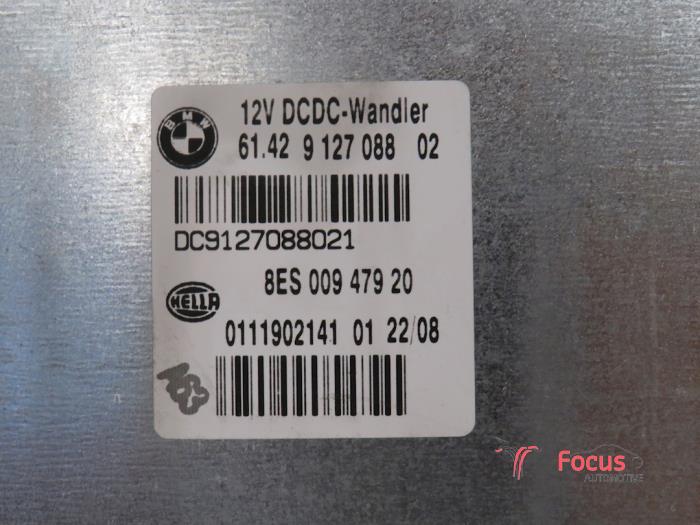 BMW
12V DCDC-Wandler
61.42 9 127 088 02
DC9127088021
8ES 009 479 20
HELLA
0111902141 01 22/08
Focus
AUTOMOTIVE